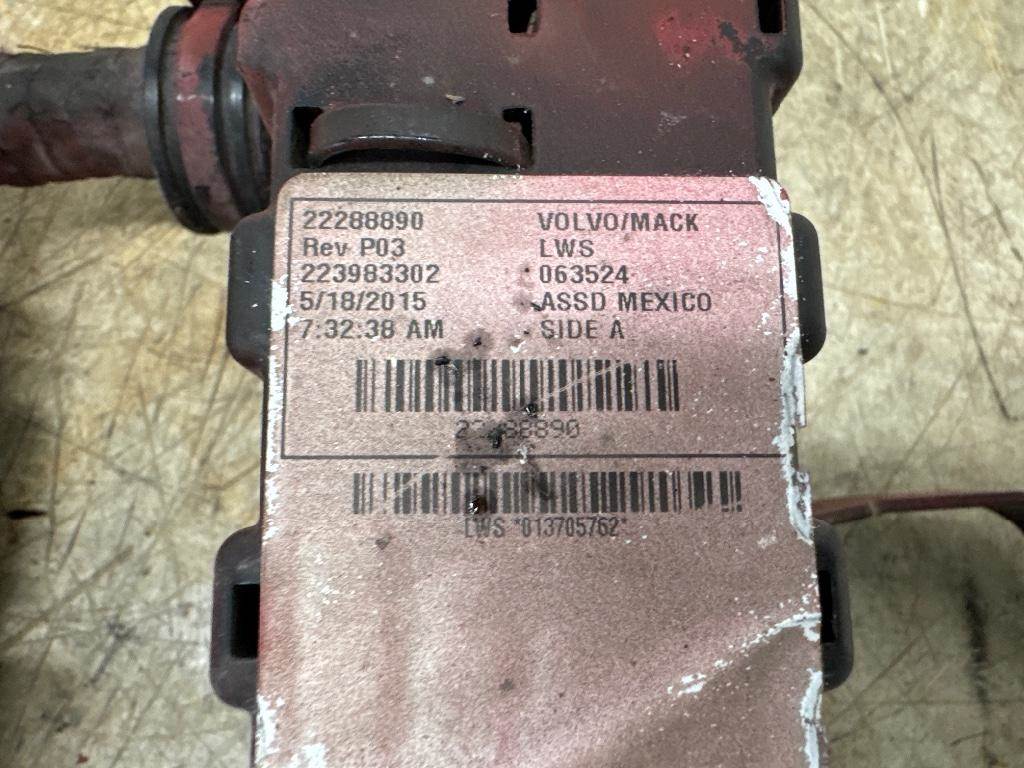 22288890 VOLVO/MACK
Rev P03 LWS
223983302 063524
5/18/2015 ASSD MEXICO
7:32.38 AM SIDE A
22288890
LWS *013705762*